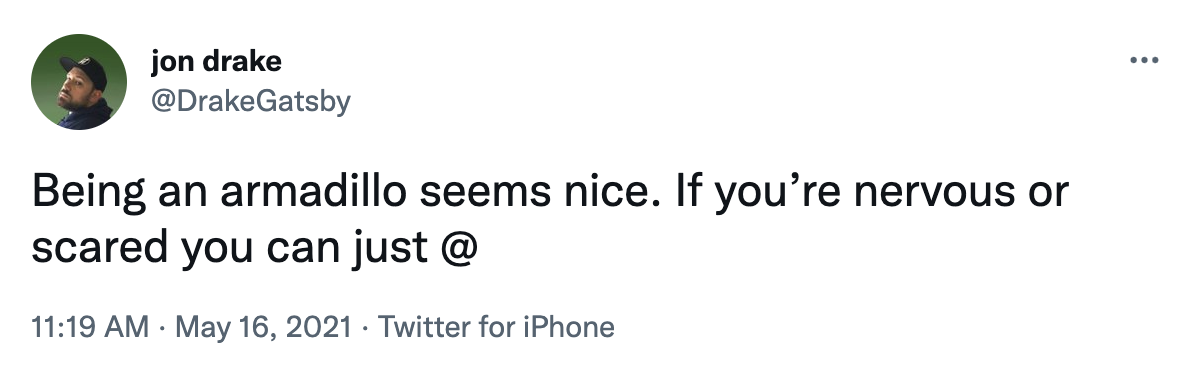 jon drake
@DrakeGatsby
Being an armadillo seems nice. If you’re nervous or
scared you can just @
11:19 AM · May 16, 2021 · Twitter for iPhone